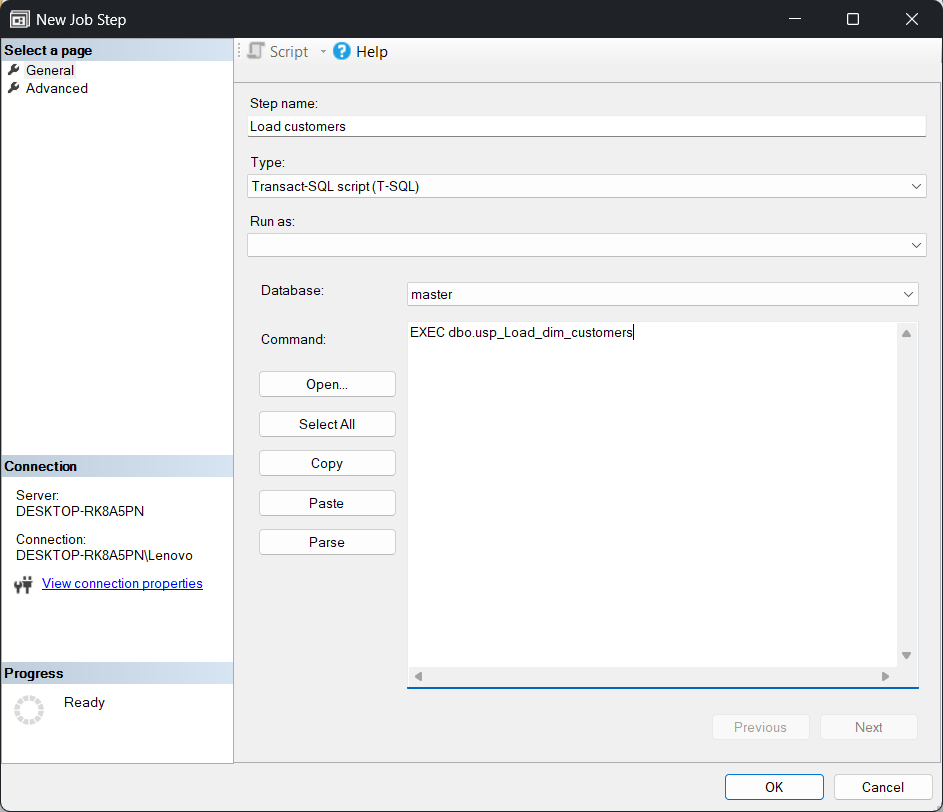 New Job Step
Select a page
General
Advanced
Script
Help
Step name:
Load customers
Type:
Transact-SQL script (T-SQL)
Run as:
Database:
master
Command:
EXEC dbo.usp_Load_dim_customers
Open...
Select All
Copy
Paste
Parse
Connection
Server:
DESKTOP-RK8A5PN
Connection:
DESKTOP-RK8A5PN\Lenovo
View connection properties
Progress
Ready
Previous
Next
OK
Cancel